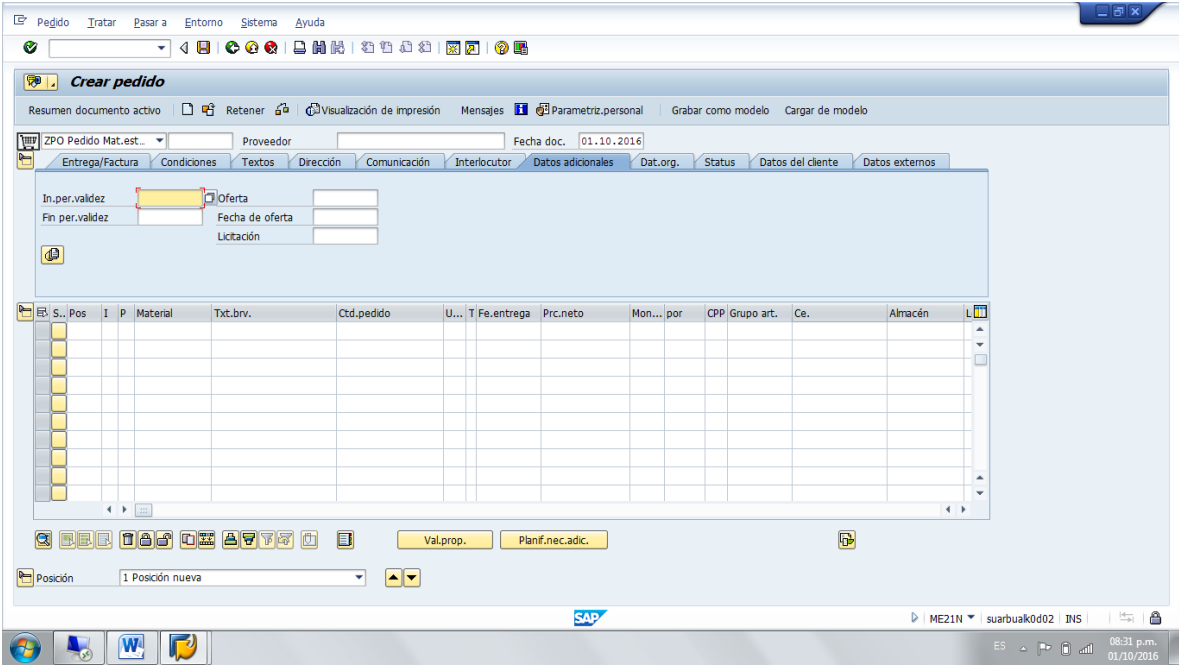 Pedido Tratar Pasar a Entorno Sistema Ayuda
Crear pedido
Resumen documento activo Retener Visualización de impresión Mensajes Parametriz.personal Grabar como modelo Cargar de modelo
ZPO Pedido Mat.est... Proveedor Fecha doc. 01.10.2016
Entrega/Factura Condiciones Textos Dirección Comunicación Interlocutor Datos adicionales Dat.org. Status Datos del cliente Datos externos
In.per.validez Oferta
Fin per.validez Fecha de oferta
Licitación
S.. Pos I P Material Txt.brv. Ctd.pedido U... T Fe.entrega Prc.neto Mon... por CPP Grupo art. Ce. Almacén L
Val.prop. Planif.nec.adic.
Posición 1 Posición nueva
SAP ME21N suarbualk0d02 INS
ES 08:31 p.m.
01/10/2016